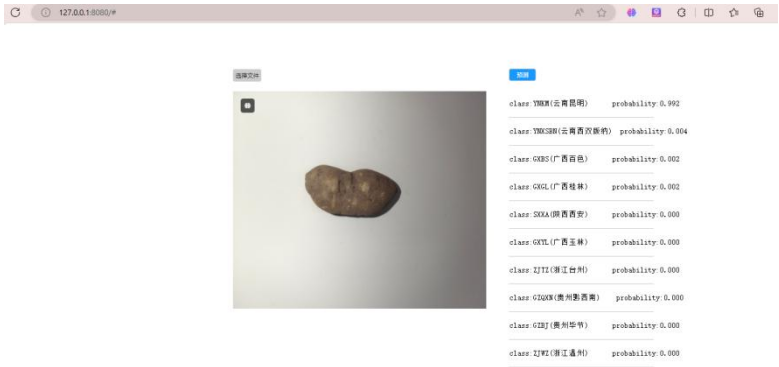 127.0.0.1:8080/#
选择文件
预测
class:YNKM(云南昆明) probability:0.992
class:YNXSBN(云南西双版纳) probability:0.004
class:GXBS(广西百色) probability:0.002
class:GXGL(广西桂林) probability:0.002
class:SXXA(陕西西安) probability:0.000
class:GXYL(广西玉林) probability:0.000
class:ZJTZ(浙江台州) probability:0.000
class:GZQXN(贵州黔西南) probability:0.000
class:GZBJ(贵州毕节) probability:0.000
class:ZJWZ(浙江温州) probability:0.000